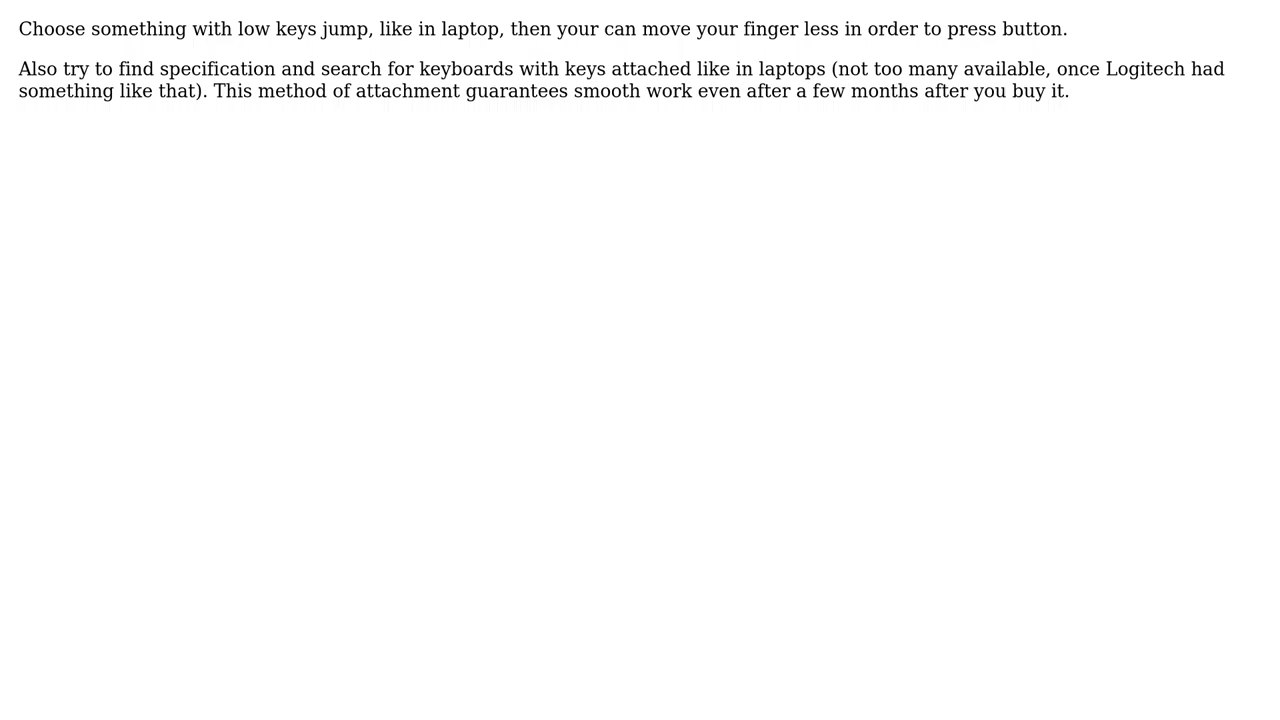 Choose something with low keys jump, like in laptop, then your can move your finger less in order to press button.
Also try to find specification and search for keyboards with keys attached like in laptops (not too many available, once Logitech had
something like that). This method of attachment guarantees smooth work even after a few months after you buy it.